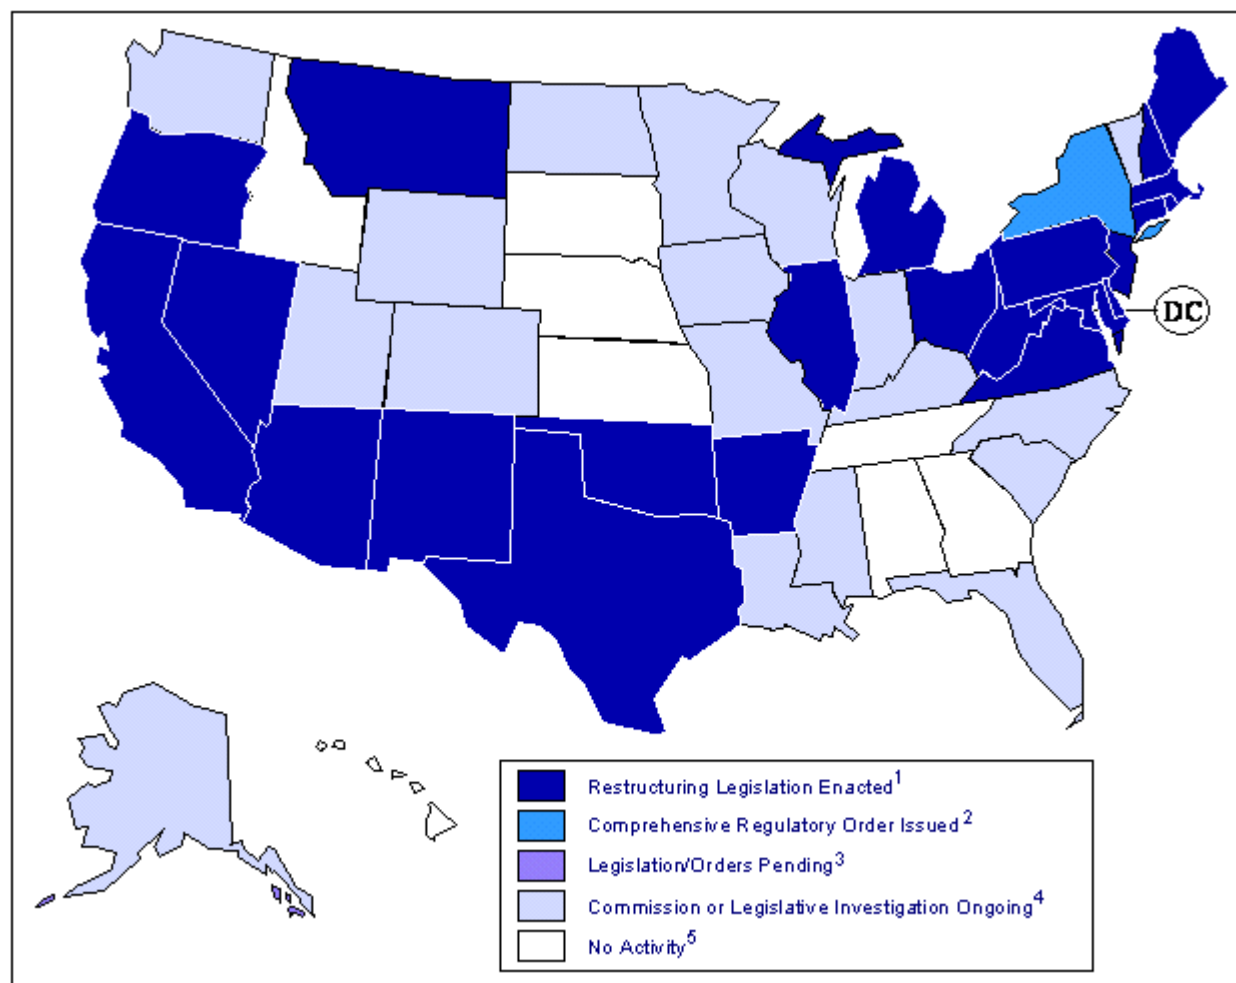 DC
Restructuring Legislation Enacted1
Comprehensive Regulatory Order Issued2
Legislation/Orders Pending3
Commission or Legislative Investigation Ongoing4
No Activity5